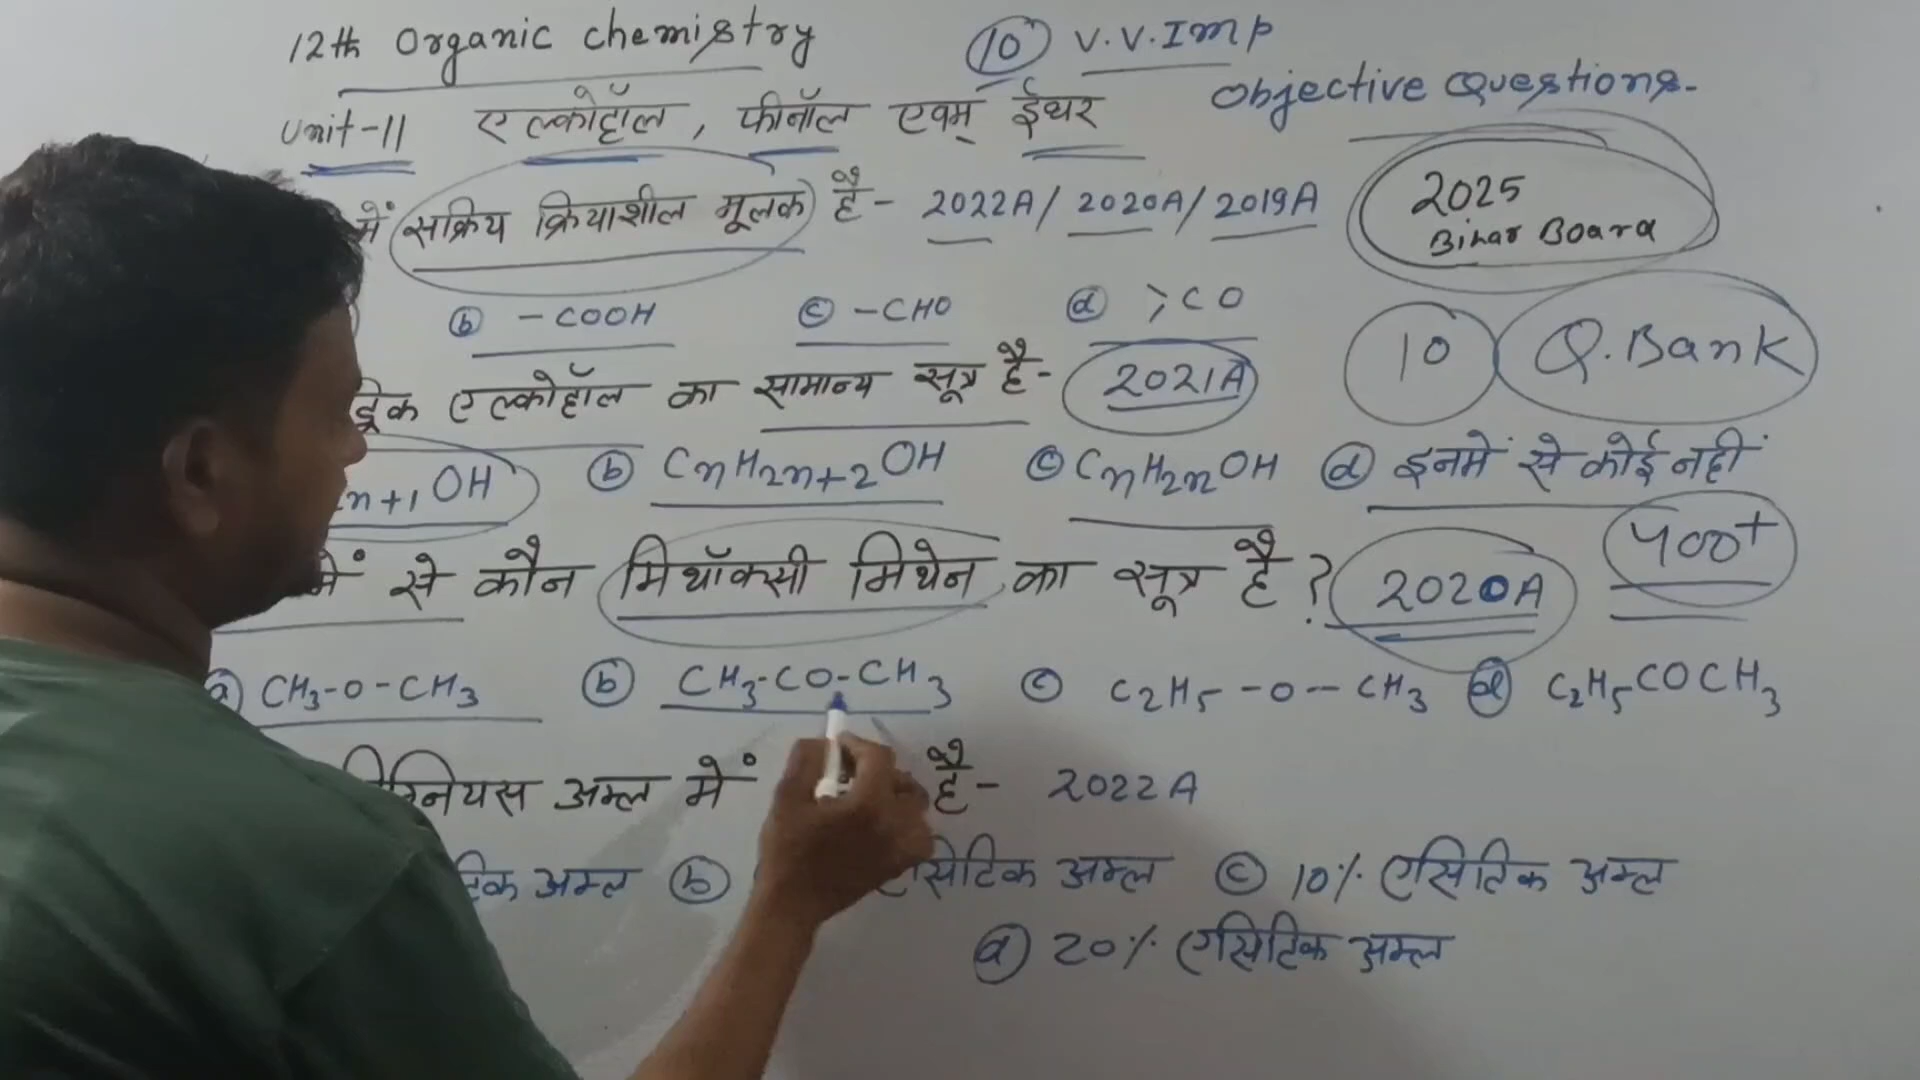 12th Organic chemistry
10 V.V.Imp
Objective Questions.
Unit-11 एल्कोहॉल, फीनॉल एवम् ईथर
में सक्रिय क्रियाशील मूलक है- 2022A/ 2020A/ 2019A
2025
Bihar Board
b -COOH c -CHO d >CO
10 Q.Bank
एल्कोहॉल का सामान्य सूत्र है- 2021A
2n+1OH b CnH2n+2OH c CnH2nOH d इनमें से कोई नहीं
400+
में से कौन मिथॉक्सी मिथेन का सूत्र है? 2020A
a CH3-O-CH3 b CH3-CO-CH3 c C2H5-O-CH3 d C2H5COCH3
अम्ल में है- 2022A
अम्ल b एसिटिक अम्ल c 10% एसिटिक अम्ल
d 20% एसिटिक अम्ल